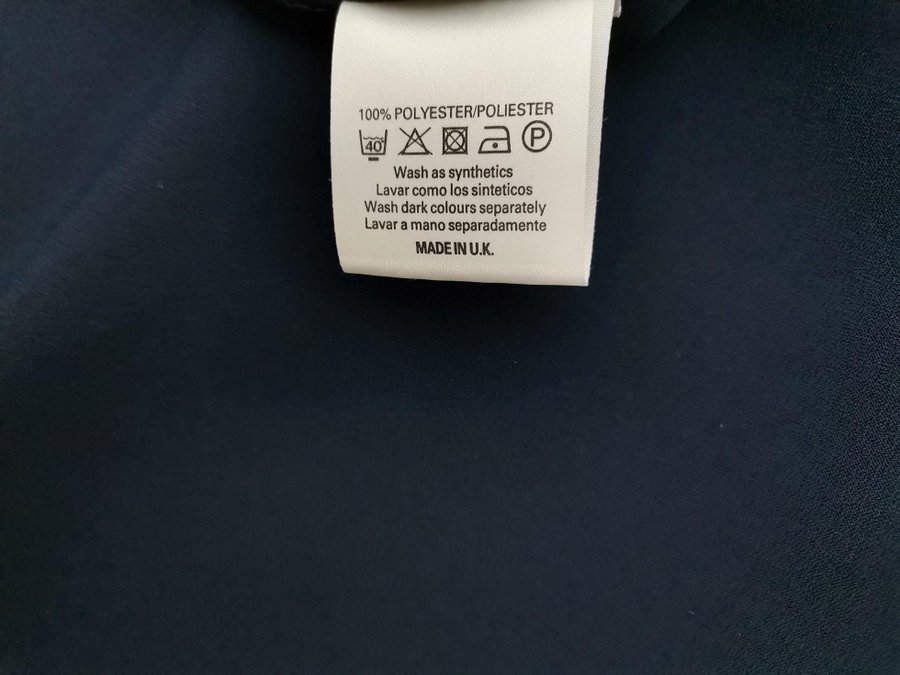 100% POLYESTER/POLIESTER
40° P
Wash as synthetics
Lavar como los sinteticos
Wash dark colours separately
Lavar a mano separadamente
MADE IN U.K.